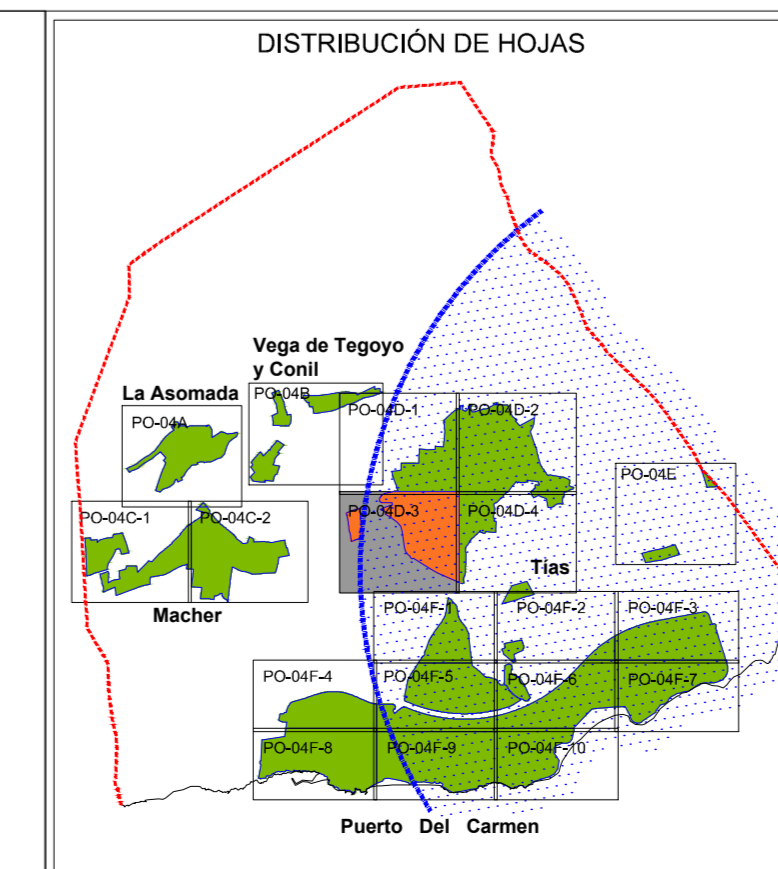 DISTRIBUCIÓN DE HOJAS
Vega de Tegoyo
y Conil
La Asomada
PO-04B
PO-04D-1
PO-04D-2
PO-04A
PO-04E
PO-04C-1
PO-04C-2
PO-04D-3
PO-04D-4
Tías
Macher
PO-04F-1
PO-04F-2
PO-04F-3
PO-04F-4
PO-04F-5
PO-04F-6
PO-04F-7
PO-04F-8
PO-04F-9
PO-04F-10
Puerto Del Carmen